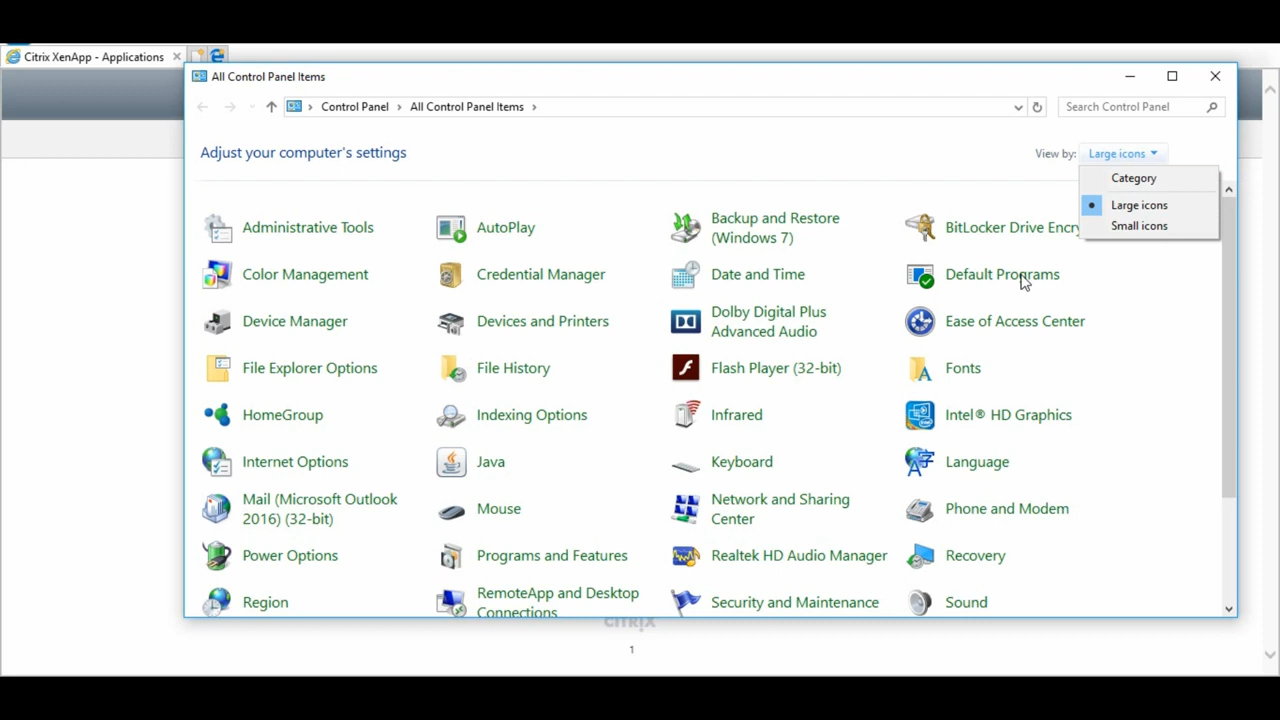 Citrix XenApp - Applications
All Control Panel Items
Control Panel
All Control Panel Items
Search Control Panel
Adjust your computer's settings
View by:
Large icons
Category
Large icons
Small icons
Administrative Tools
AutoPlay
Backup and Restore
(Windows 7)
BitLocker Drive Encry
Color Management
Credential Manager
Date and Time
Default Programs
Device Manager
Devices and Printers
Dolby Digital Plus
Advanced Audio
Ease of Access Center
File Explorer Options
File History
Flash Player (32-bit)
Fonts
HomeGroup
Indexing Options
Infrared
Intel® HD Graphics
Internet Options
Java
Keyboard
Language
Mail (Microsoft Outlook
2016) (32-bit)
Mouse
Network and Sharing
Center
Phone and Modem
Power Options
Programs and Features
Realtek HD Audio Manager
Recovery
Region
RemoteApp and Desktop
Connections
Security and Maintenance
Sound
CITRIX
1